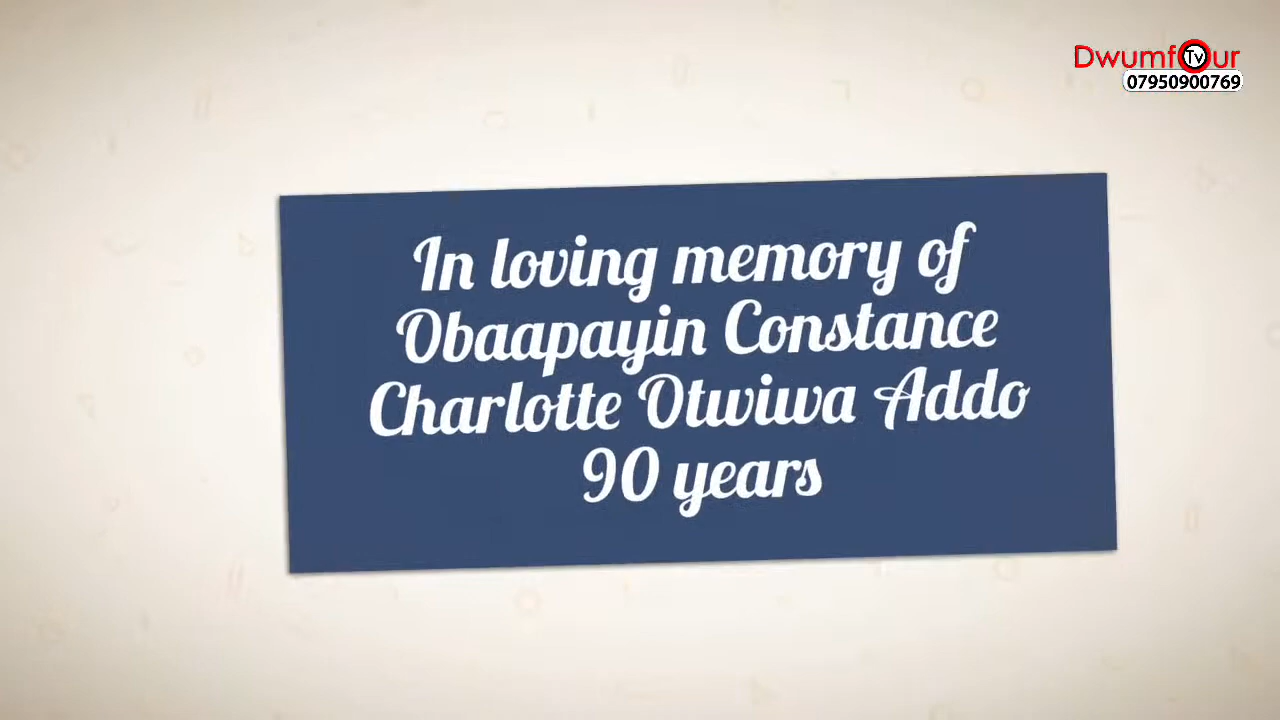 Dwumfour Tv
07950900769
In loving memory of
Obaapayin Constance
Charlotte Otwiwa Addo
90 years